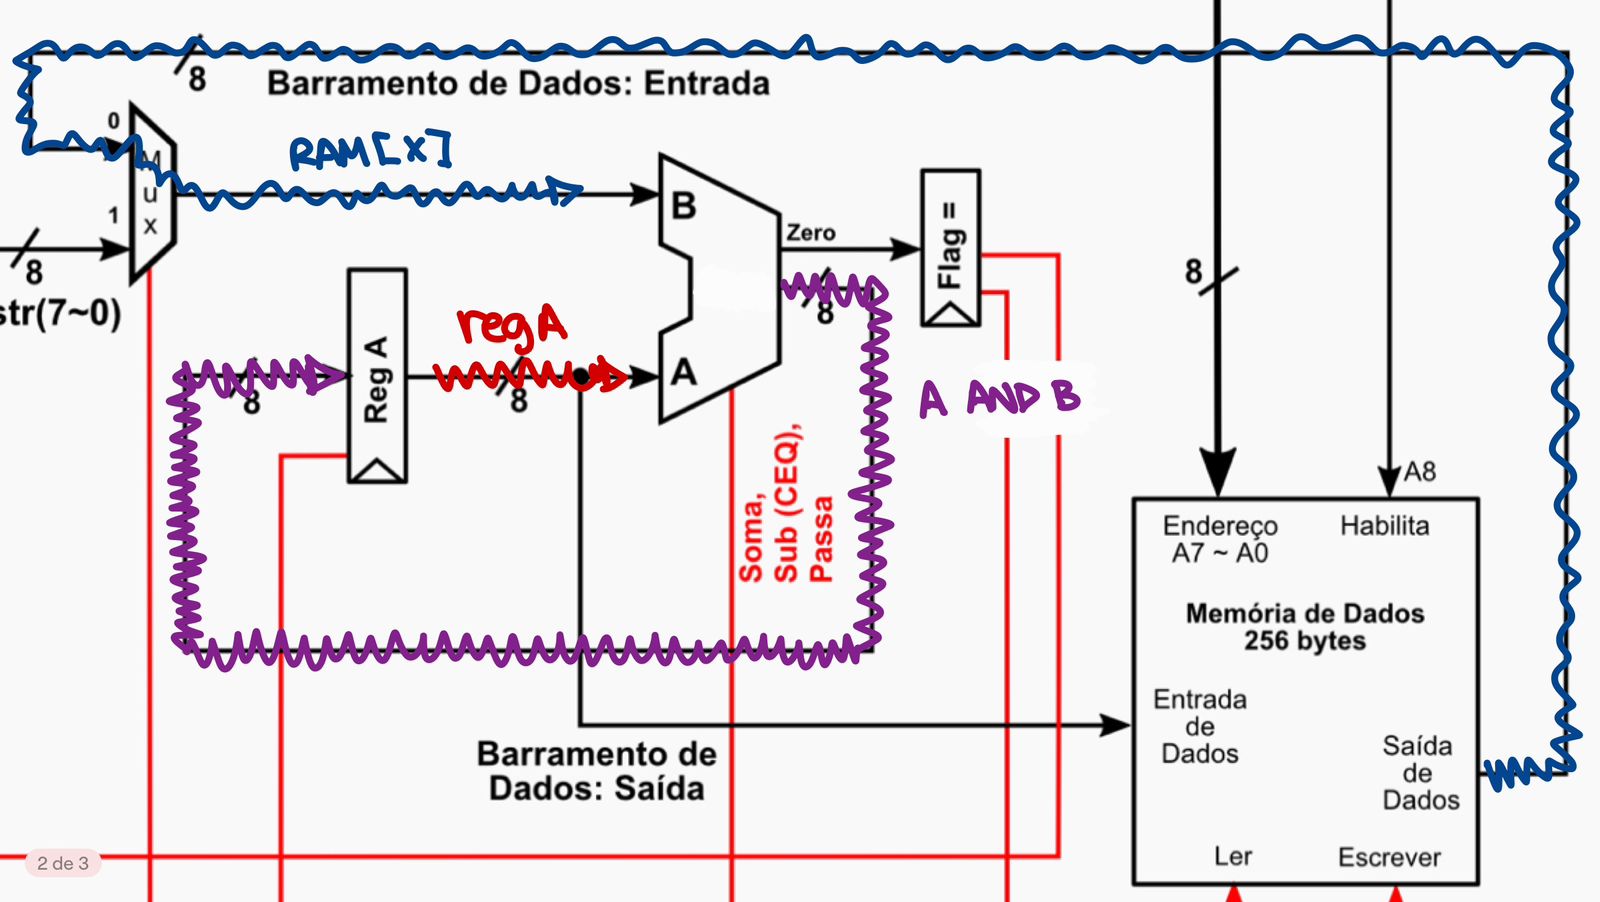 8
Barramento de Dados: Entrada
0
RAM[X]
M
u
x
1
8
str(7~0)
B
Zero
Flag =
8
8
regA
Reg A
8
8
A
A AND B
Soma,
Sub (CEQ),
Passa
A8
Endereço
A7 ~ A0
Habilita
Memória de Dados
256 bytes
Entrada
de
Dados
Saída
de
Dados
Barramento de
Dados: Saída
Ler
Escrever
2 de 3